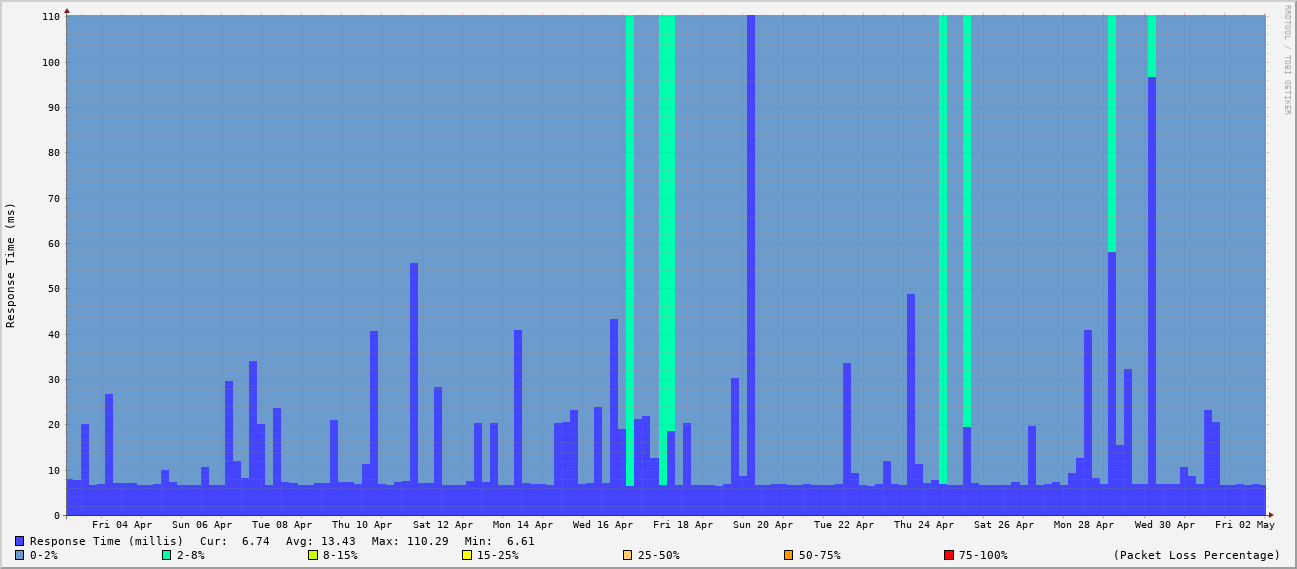 110
100
90
80
70
60
50
40
30
20
10
0
Response Time (ms)
RRDTOOL / TOBI OETIKER
Fri 04 Apr Sun 06 Apr Tue 08 Apr Thu 10 Apr Sat 12 Apr Mon 14 Apr Wed 16 Apr Fri 18 Apr Sun 20 Apr Tue 22 Apr Thu 24 Apr Sat 26 Apr Mon 28 Apr Wed 30 Apr Fri 02 May
Response Time (millis) Cur: 6.74 Avg: 13.43 Max: 110.29 Min: 6.61
0-2% 2-8% 8-15% 15-25% 25-50% 50-75% 75-100% (Packet Loss Percentage)